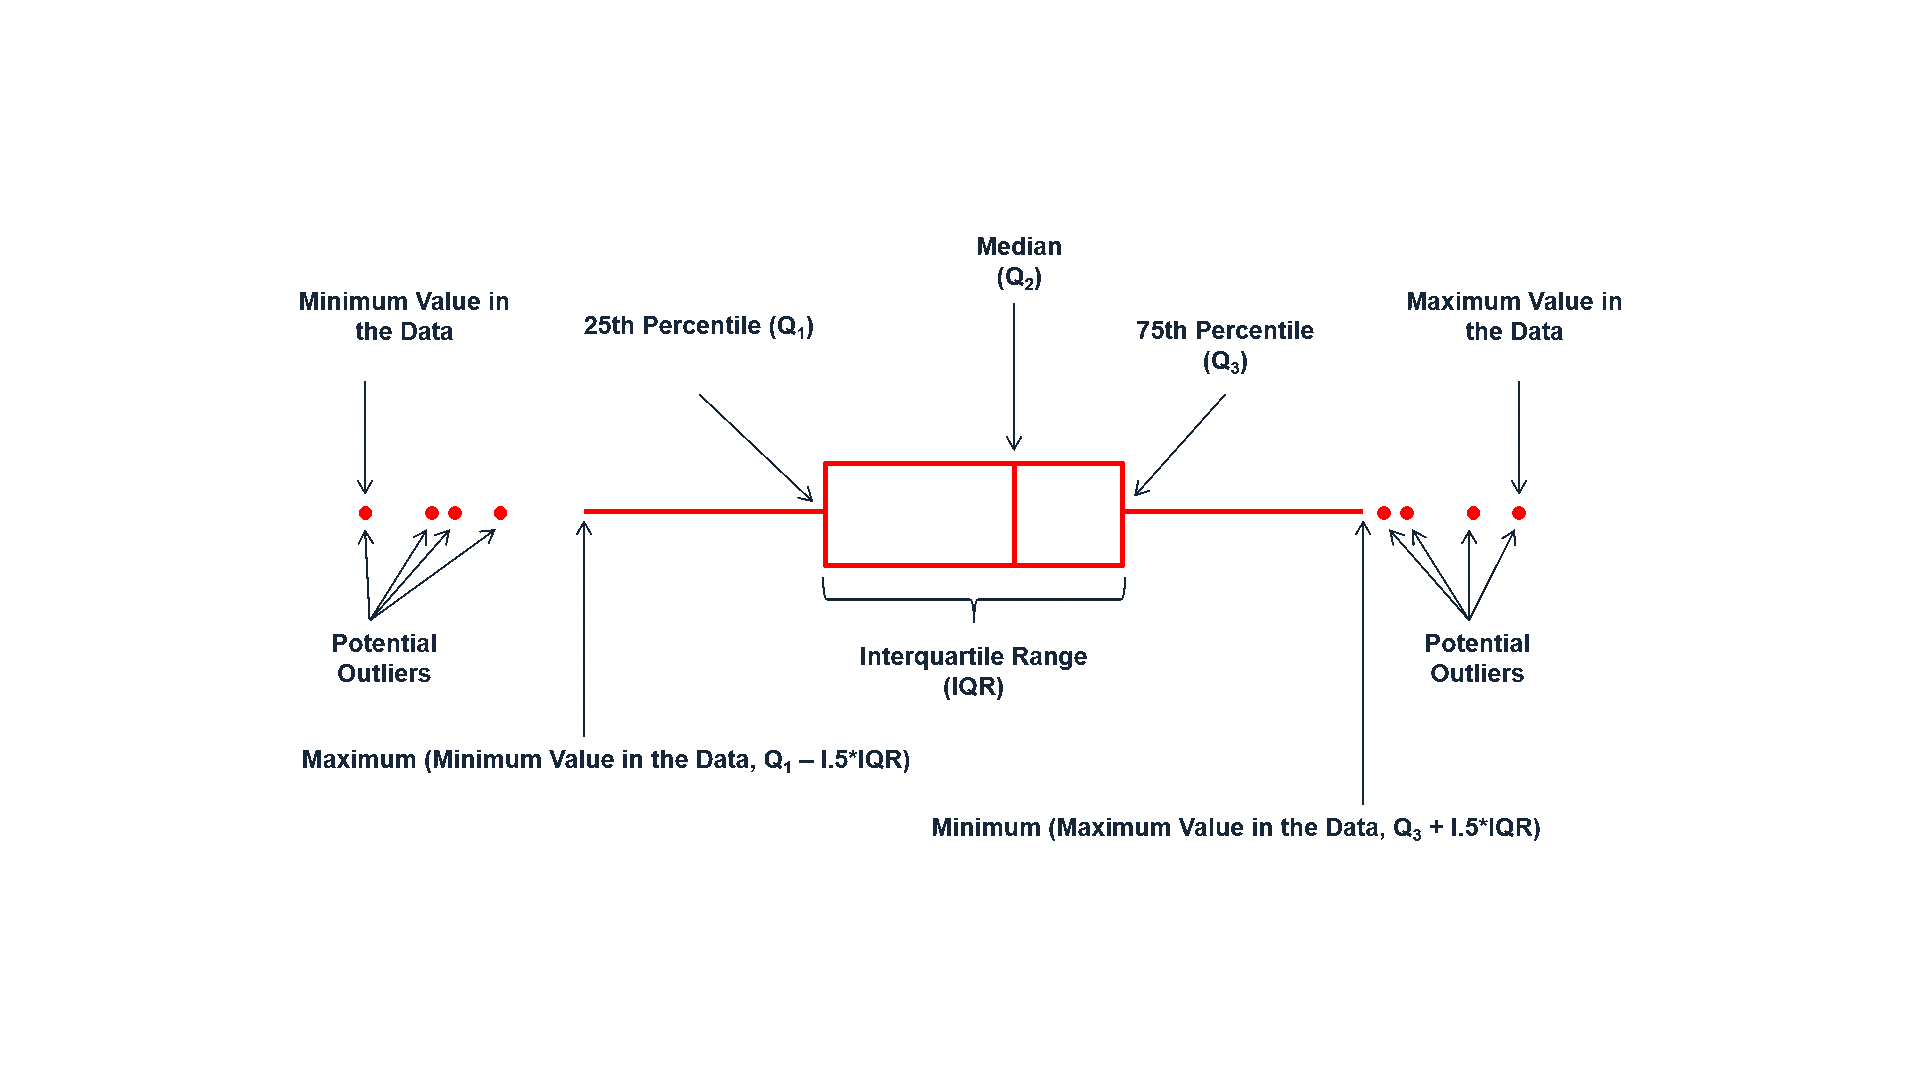 Median
(Q₂)
Minimum Value in
the Data
25th Percentile (Q₁)
75th Percentile
(Q₃)
Maximum Value in
the Data
Potential
Outliers
Interquartile Range
(IQR)
Potential
Outliers
Maximum (Minimum Value in the Data, Q₁ – I.5*IQR)
Minimum (Maximum Value in the Data, Q₃ + I.5*IQR)